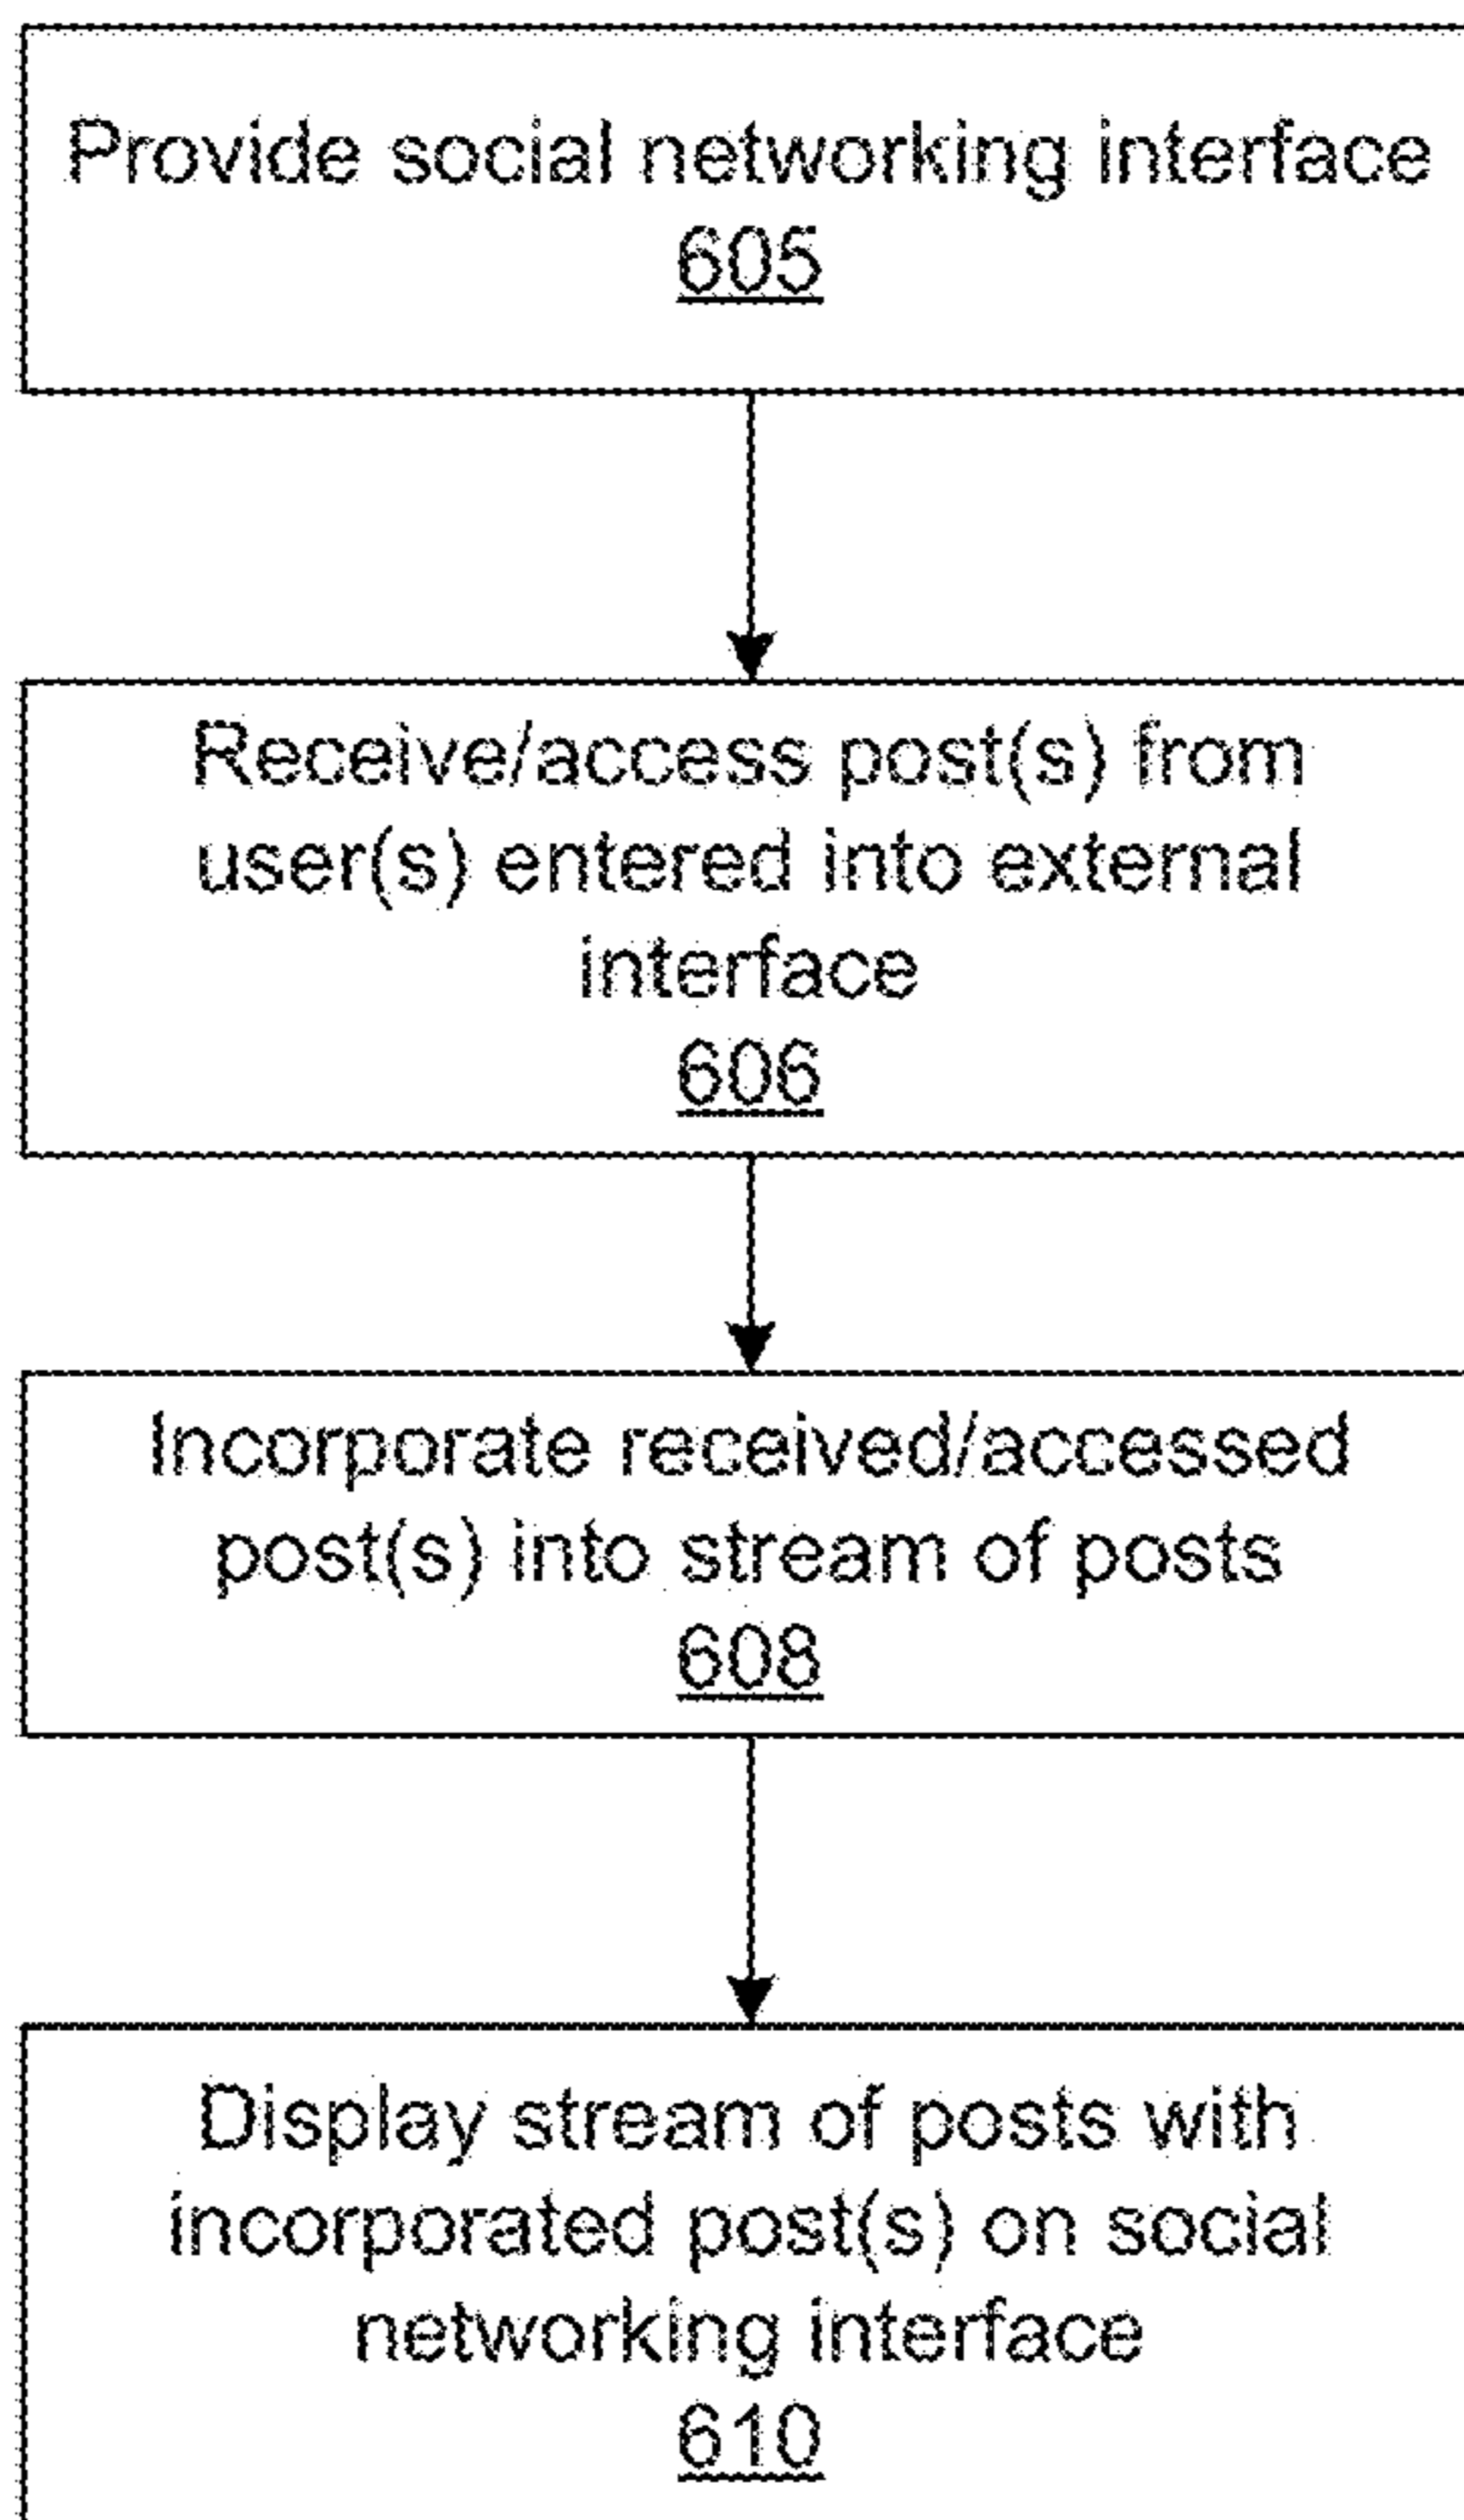 Provide social networking interface
605
Receive/access post(s) from
user(s) entered into external
interface
606
Incorporate received/accessed
post(s) into stream of posts
608
Display stream of posts with
incorporated post(s) on social
networking interface
610